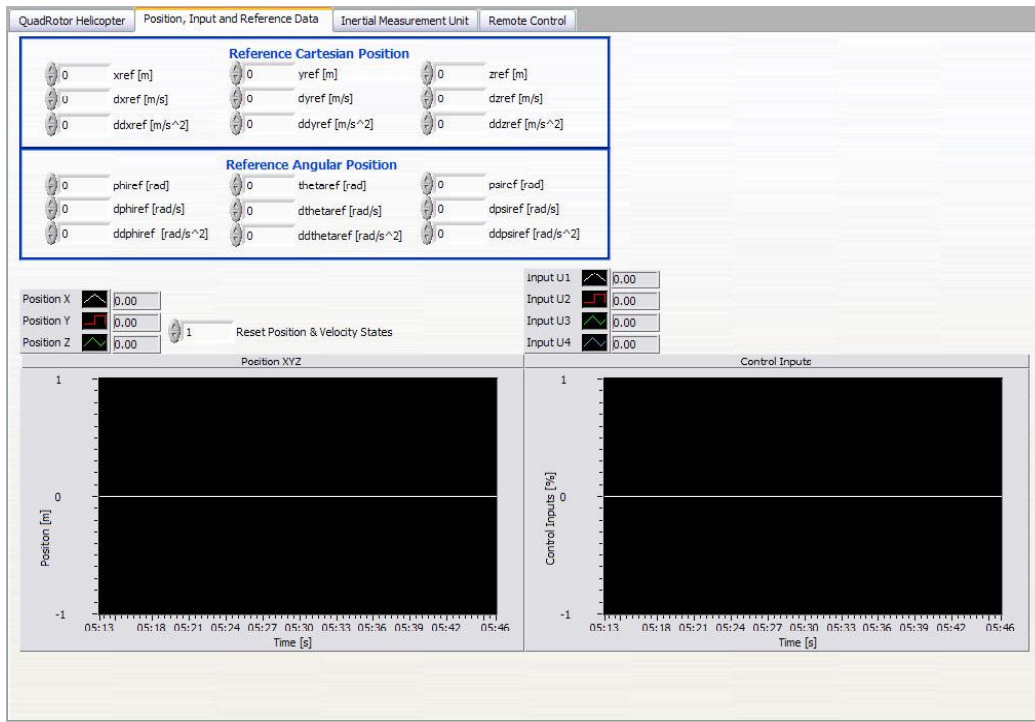 QuadRotor Helicopter Position, Input and Reference Data Inertial Measurement Unit Remote Control
Reference Cartesian Position
0 xref [m] 0 yref [m] 0 zref [m]
0 dxref [m/s] 0 dyref [m/s] 0 dzref [m/s]
0 ddxref [m/s^2] 0 ddyref [m/s^2] 0 ddzref [m/s^2]
Reference Angular Position
0 phiref [rad] 0 thetaref [rad] 0 psiref [rad]
0 dphiref [rad/s] 0 dthetaref [rad/s] 0 dpsiref [rad/s]
0 ddphiref [rad/s^2] 0 ddthetaref [rad/s^2] 0 ddpsiref [rad/s^2]
Position X 0.00
Position Y 0.00
Position Z 0.00
1 Reset Position & Velocity States
Input U1 0.00
Input U2 0.00
Input U3 0.00
Input U4 0.00
Position XYZ
1
0
-1
Positon [m]
05:13 05:18 05:21 05:24 05:27 05:30 05:33 05:36 05:39 05:42 05:46
Time [s]
Control Inputs
1
0
-1
Control Inputs [%]
05:13 05:18 05:21 05:24 05:27 05:30 05:33 05:36 05:39 05:42 05:46
Time [s]